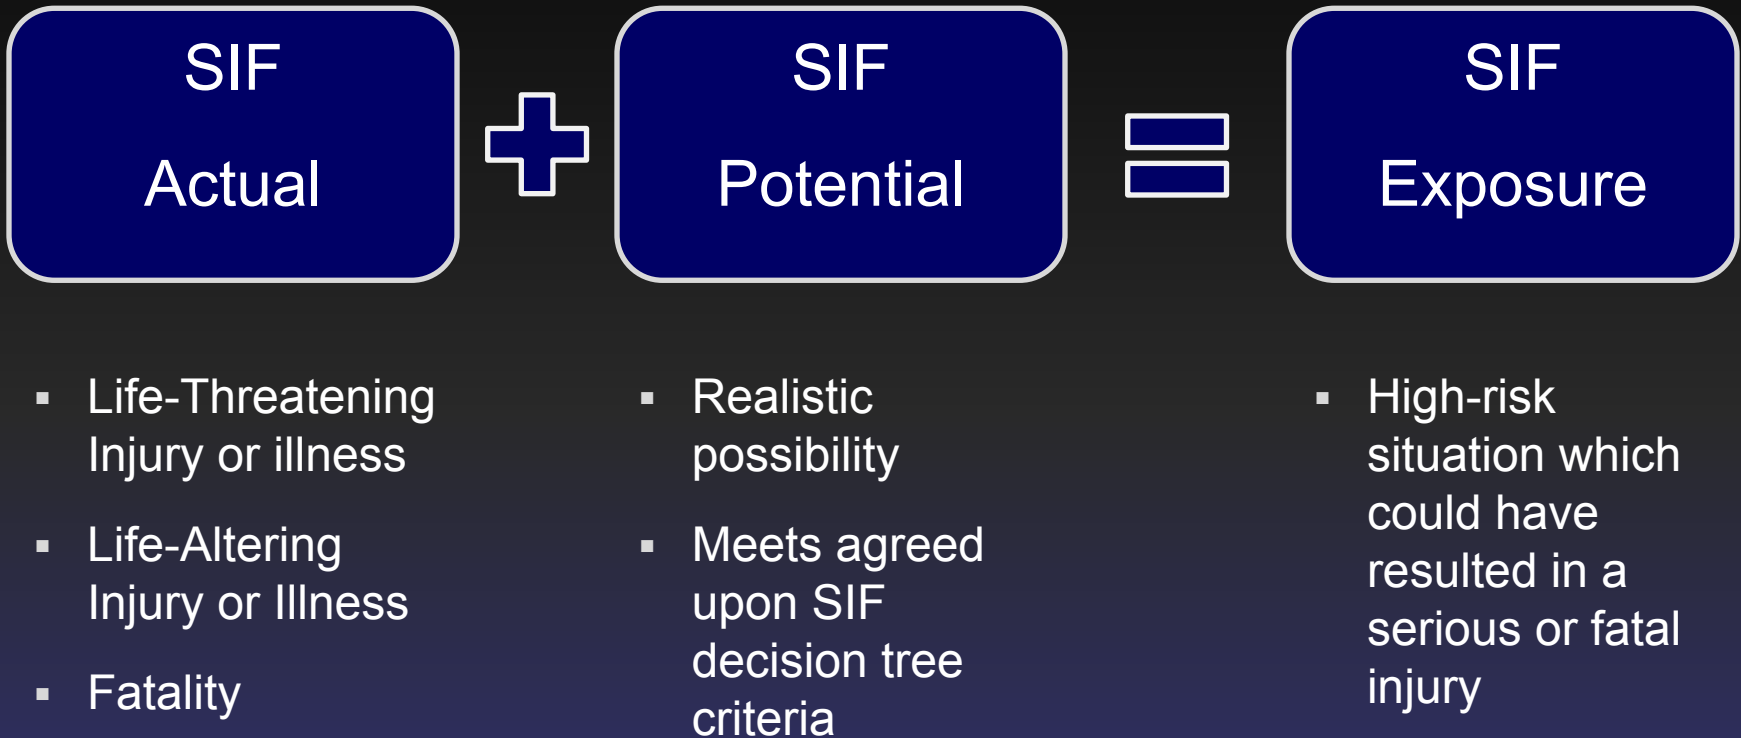 SIF
Actual
SIF
Potential
SIF
Exposure
Life-Threatening
Injury or illness
Life-Altering
Injury or Illness
Fatality
Realistic
possibility
Meets agreed
upon SIF
decision tree
criteria
High-risk
situation which
could have
resulted in a
serious or fatal
injury